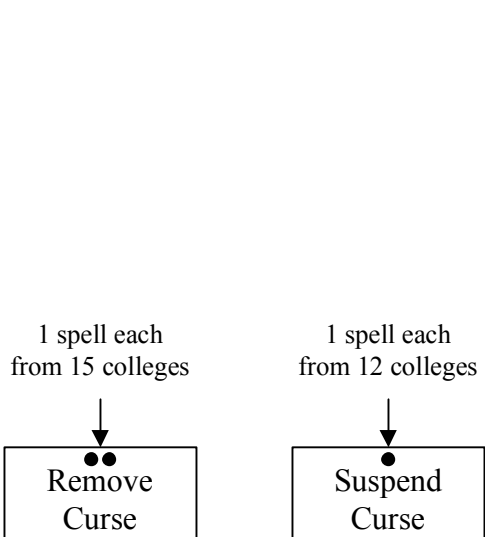 1 spell each
from 15 colleges
Remove
Curse
1 spell each
from 12 colleges
Suspend
Curse